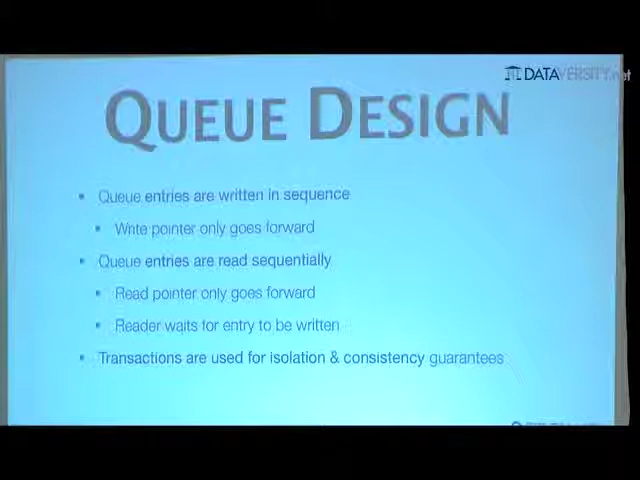 DATAVERSITY.net
QUEUE DESIGN
Queue entries are written in sequence
Write pointer only goes forward
Queue entries are read sequentially
Read pointer only goes forward
Reader waits for entry to be written
Transactions are used for isolation & consistency guarantees